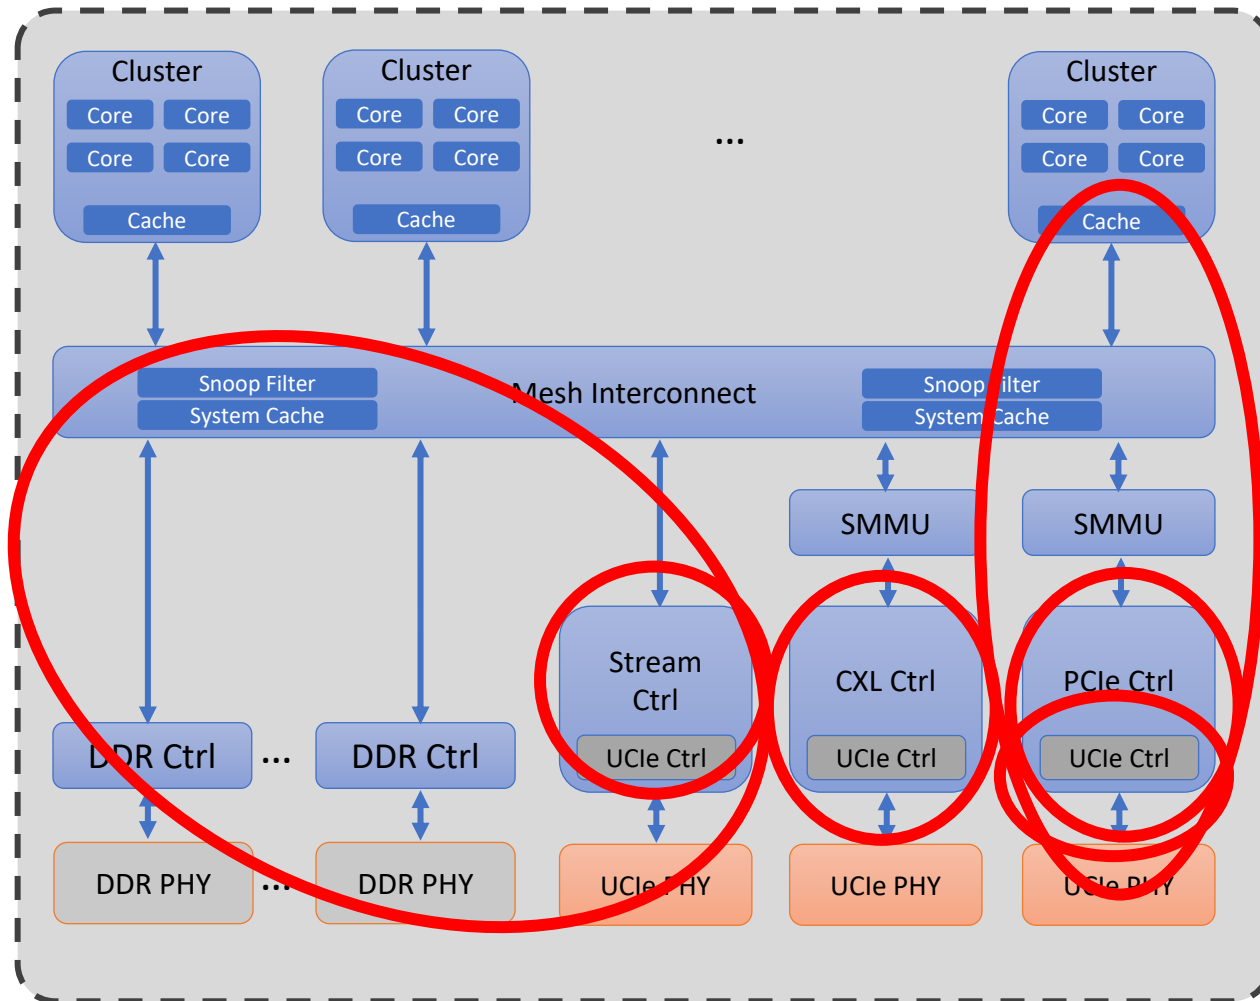 Cluster
Core Core
Core Core
Cache
Cluster
Core Core
Core Core
Cache
...
Cluster
Core Core
Core Core
Cache
Mesh Interconnect
Snoop Filter
System Cache
Snoop Filter
System Cache
SMMU
SMMU
Stream
Ctrl
UCIe Ctrl
CXL Ctrl
UCIe Ctrl
PCIe Ctrl
UCIe Ctrl
DDR Ctrl ... DDR Ctrl
DDR PHY ... DDR PHY
UCIe PHY
UCIe PHY
UCIe PHY